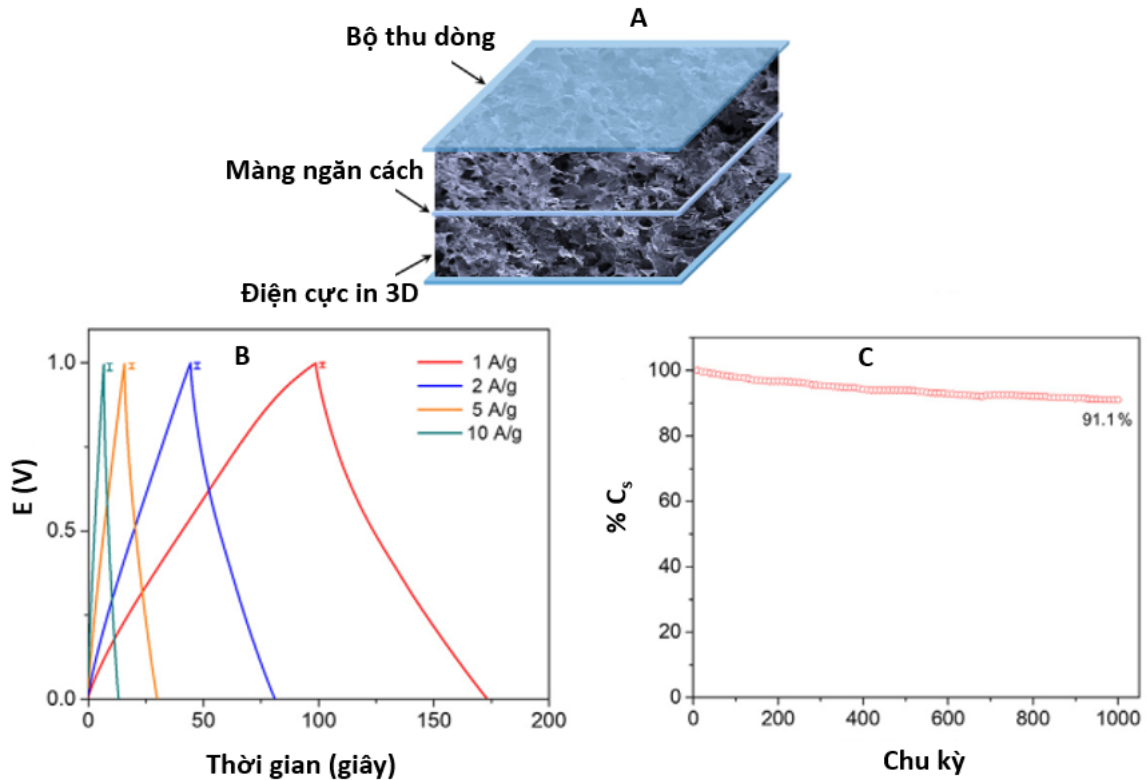 A
Bộ thu dòng
Màng ngăn cách
Điện cực in 3D
B
1.0
0.5
0.0
E (V)
1 A/g
2 A/g
5 A/g
10 A/g
0 50 100 150 200
Thời gian (giây)
C
100
80
60
40
20
0
% Cs
91.1 %
0 200 400 600 800 1000
Chu kỳ